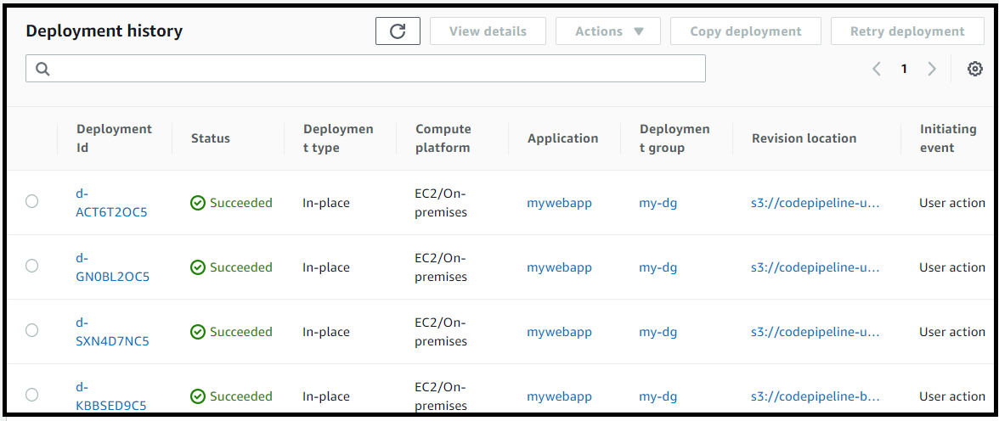 Deployment history
View details
Actions
Copy deployment
Retry deployment
1
Deployment
Id
Status
Deploymen
t type
Compute
platform
Application
Deploymen
t group
Revision location
Initiating
event
d-
ACT6T2OC5
Succeeded
In-place
EC2/On-
premises
mywebapp
my-dg
s3://codepipeline-u...
User action
d-
GN0BL2OC5
Succeeded
In-place
EC2/On-
premises
mywebapp
my-dg
s3://codepipeline-u...
User action
d-
SXN4D7NC5
Succeeded
In-place
EC2/On-
premises
mywebapp
my-dg
s3://codepipeline-u...
User action
d-
KBBSED9C5
Succeeded
In-place
EC2/On-
premises
mywebapp
my-dg
s3://codepipeline-b...
User action